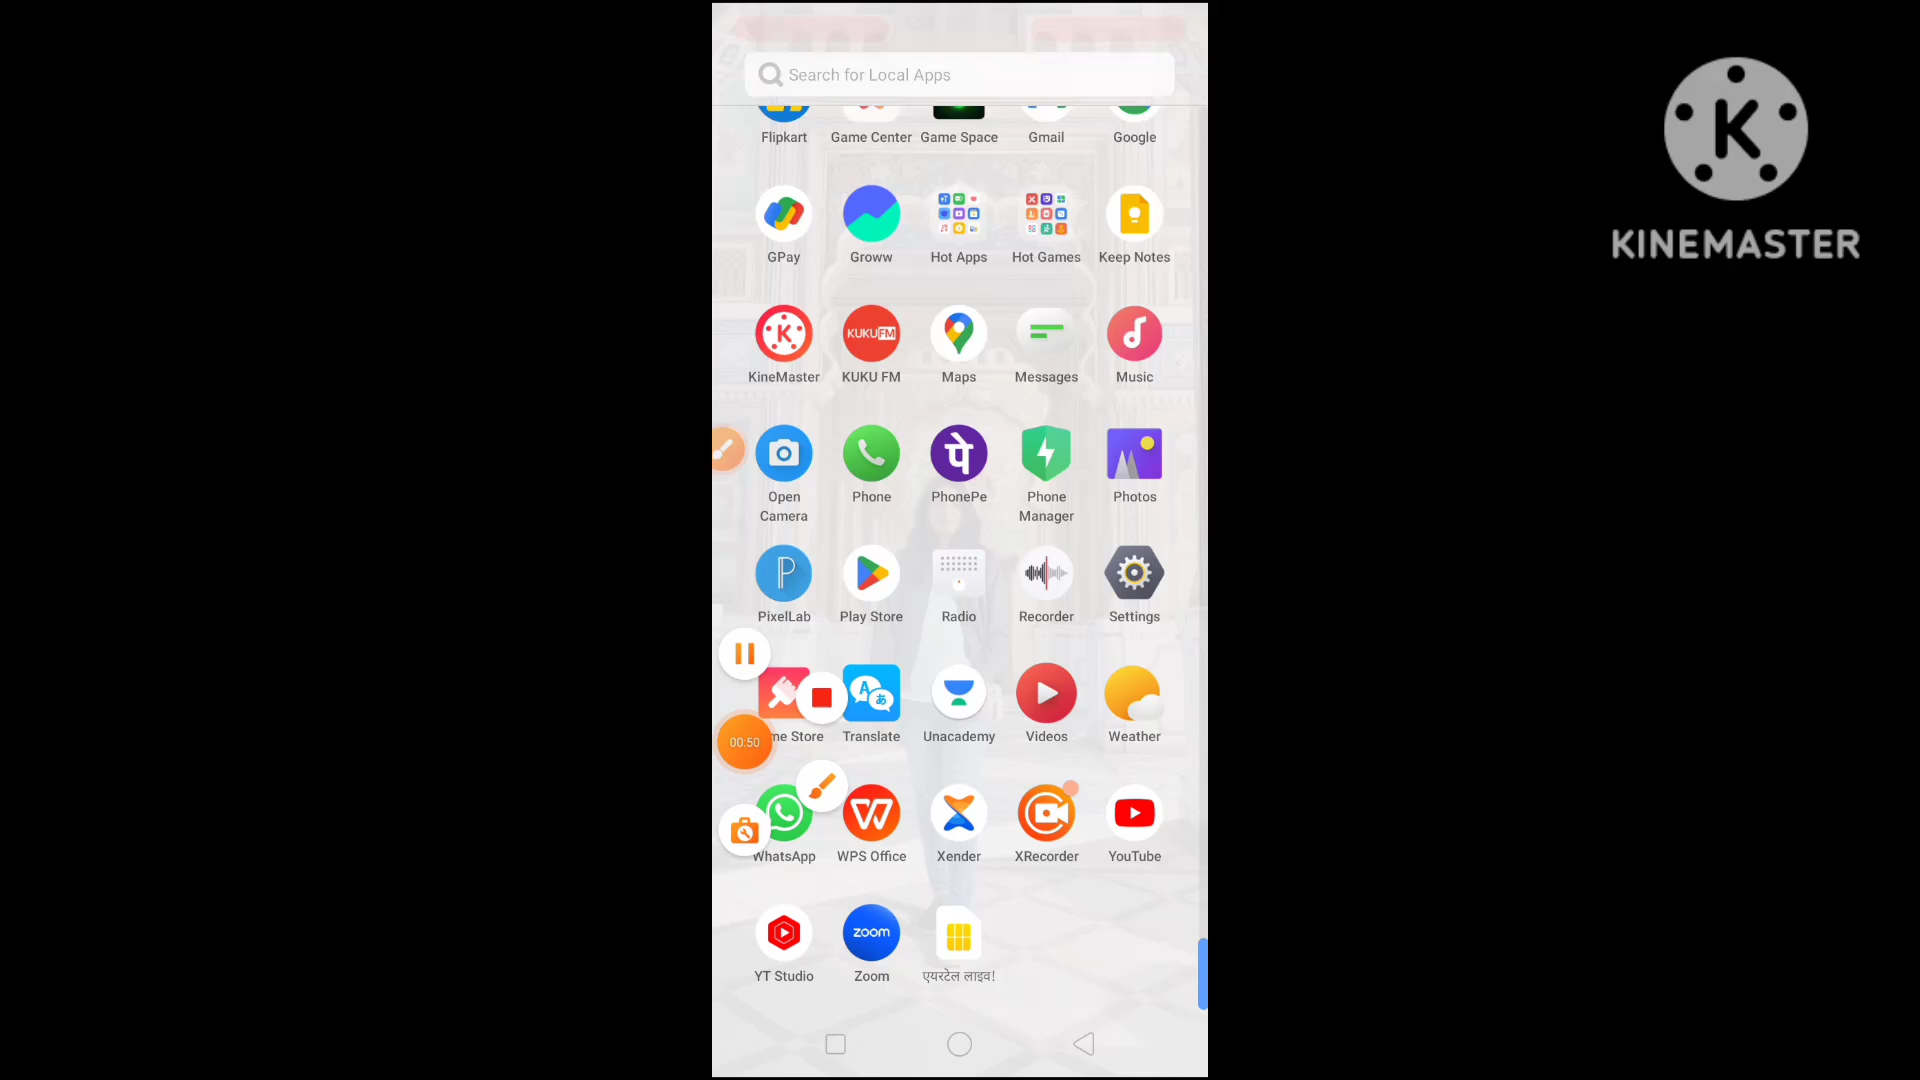 Search for Local Apps
KINEMASTER
Flipkart Game Center Game Space Gmail Google
GPay Groww Hot Apps Hot Games Keep Notes
KUKU FM
KineMaster KUKU FM Maps Messages Music
पे
Open Camera Phone PhonePe Phone Manager Photos
PixelLab Play Store Radio Recorder Settings
me Store Translate Unacademy Videos Weather
00:50
WhatsApp WPS Office Xender XRecorder YouTube
zoom
YT Studio Zoom एयरटेल लाइव!